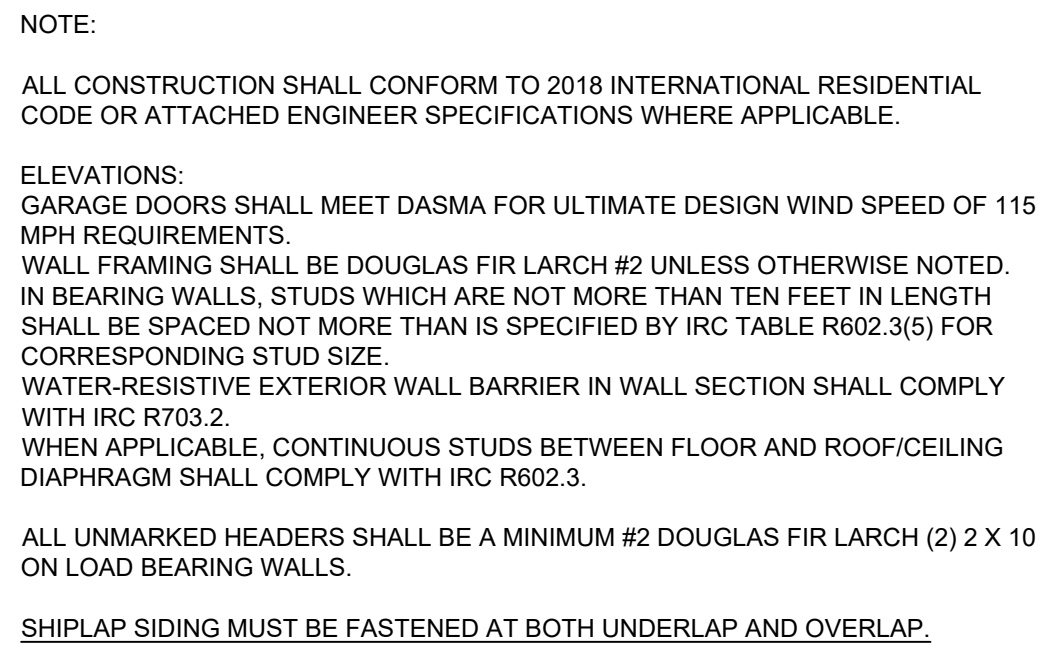 NOTE:
ALL CONSTRUCTION SHALL CONFORM TO 2018 INTERNATIONAL RESIDENTIAL
CODE OR ATTACHED ENGINEER SPECIFICATIONS WHERE APPLICABLE.
ELEVATIONS:
GARAGE DOORS SHALL MEET DASMA FOR ULTIMATE DESIGN WIND SPEED OF 115
MPH REQUIREMENTS.
WALL FRAMING SHALL BE DOUGLAS FIR LARCH #2 UNLESS OTHERWISE NOTED.
IN BEARING WALLS, STUDS WHICH ARE NOT MORE THAN TEN FEET IN LENGTH
SHALL BE SPACED NOT MORE THAN IS SPECIFIED BY IRC TABLE R602.3(5) FOR
CORRESPONDING STUD SIZE.
WATER-RESISTIVE EXTERIOR WALL BARRIER IN WALL SECTION SHALL COMPLY
WITH IRC R703.2.
WHEN APPLICABLE, CONTINUOUS STUDS BETWEEN FLOOR AND ROOF/CEILING
DIAPHRAGM SHALL COMPLY WITH IRC R602.3.
ALL UNMARKED HEADERS SHALL BE A MINIMUM #2 DOUGLAS FIR LARCH (2) 2 X 10
ON LOAD BEARING WALLS.
SHIPLAP SIDING MUST BE FASTENED AT BOTH UNDERLAP AND OVERLAP.